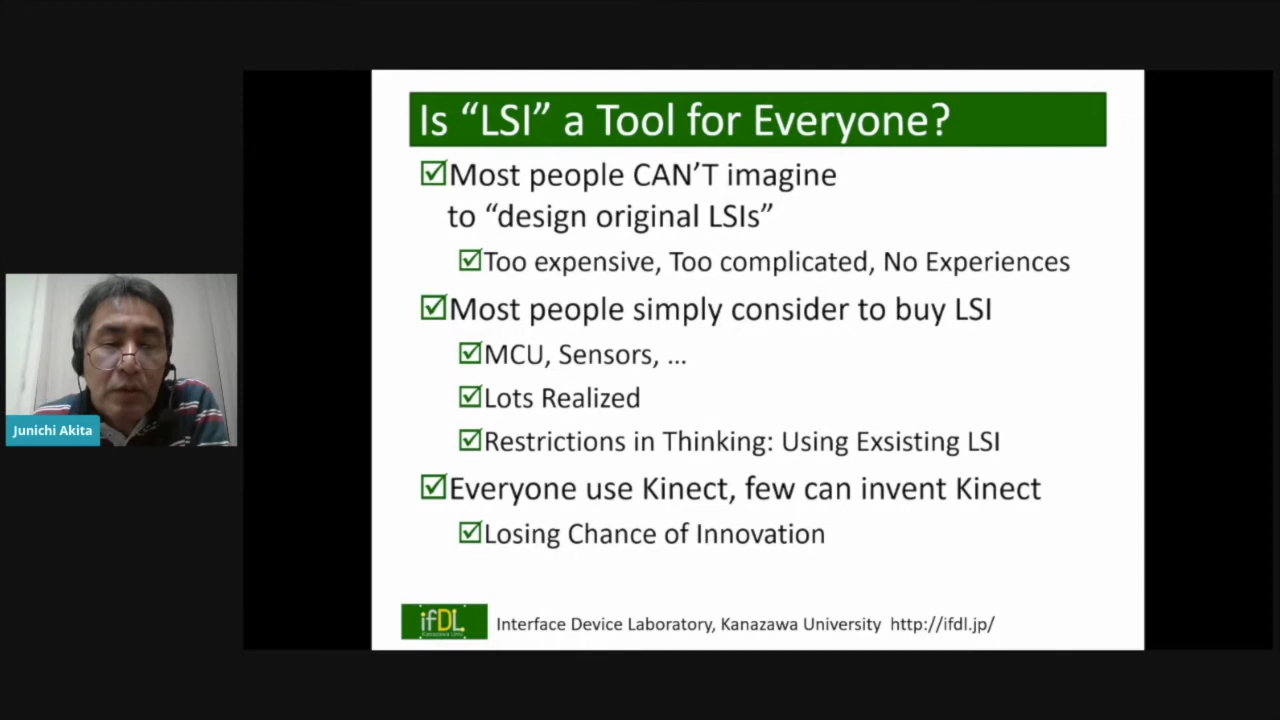 Is “LSI” a Tool for Everyone?
Most people CAN’T imagine
to “design original LSIs”
Too expensive, Too complicated, No Experiences
Most people simply consider to buy LSI
MCU, Sensors, ...
Lots Realized
Restrictions in Thinking: Using Exsisting LSI
Everyone use Kinect, few can invent Kinect
Losing Chance of Innovation
Junichi Akita
ifDL
Kanazawa Univ.
Interface Device Laboratory, Kanazawa University http://ifdl.jp/